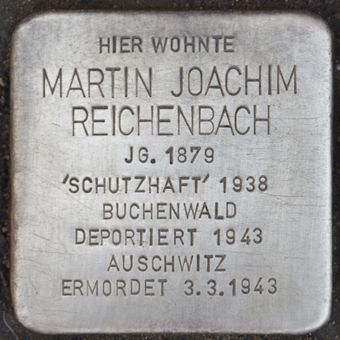 HIER WOHNTE
MARTIN JOACHIM
REICHENBACH
JG. 1879
'SCHUTZHAFT' 1938
BUCHENWALD
DEPORTIERT 1943
AUSCHWITZ
ERMORDET 3.3.1943